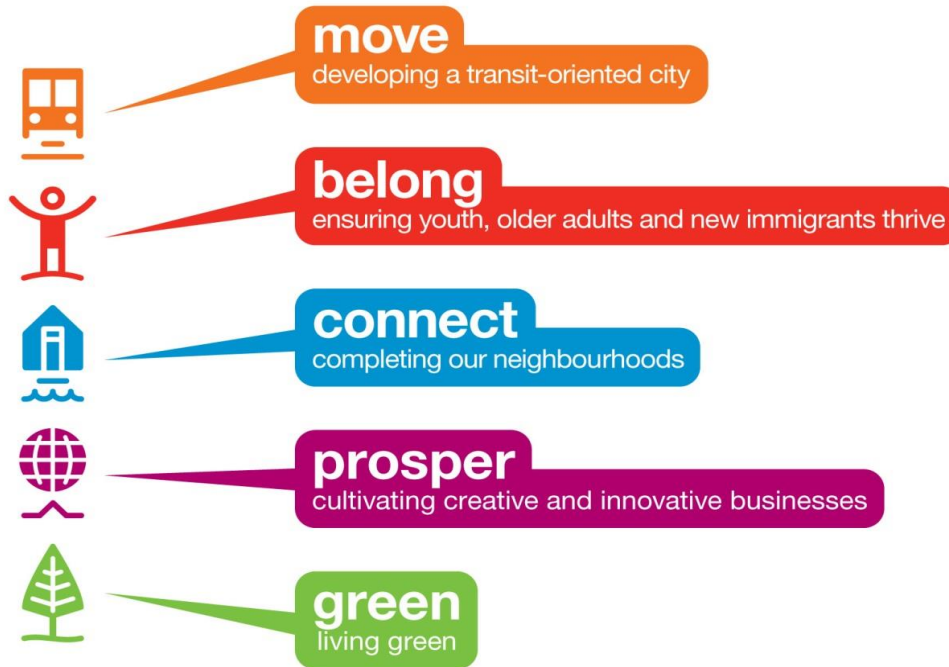 move
developing a transit-oriented city
belong
ensuring youth, older adults and new immigrants thrive
connect
completing our neighbourhoods
prosper
cultivating creative and innovative businesses
green
living green